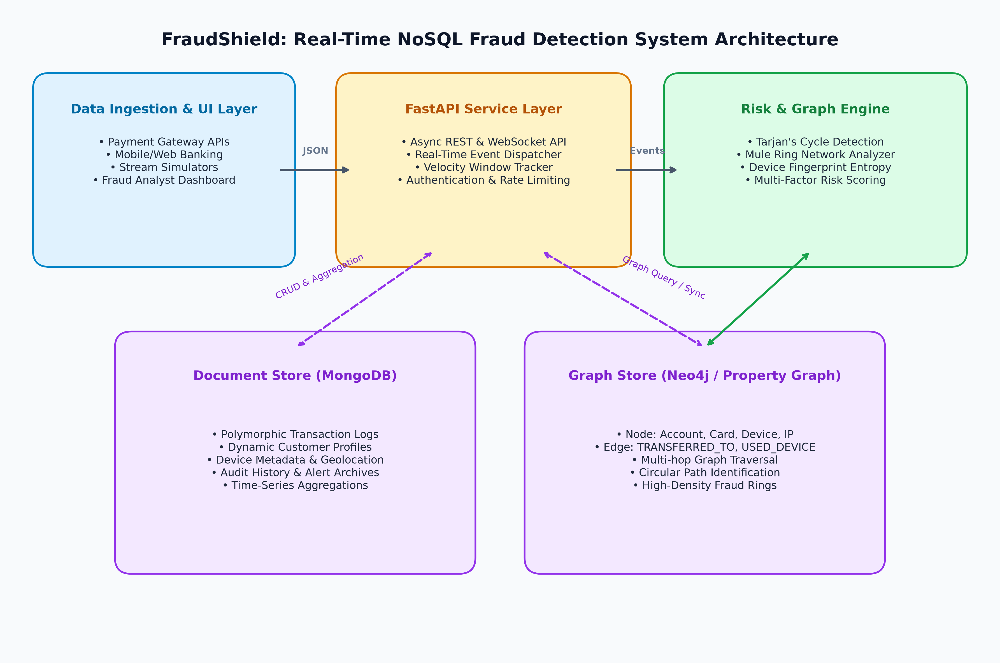 FraudShield: Real-Time NoSQL Fraud Detection System Architecture
Data Ingestion & UI Layer
• Payment Gateway APIs
• Mobile/Web Banking
• Stream Simulators
• Fraud Analyst Dashboard
JSON
FastAPI Service Layer
• Async REST & WebSocket API
• Real-Time Event Dispatcher
• Velocity Window Tracker
• Authentication & Rate Limiting
Events
Risk & Graph Engine
• Tarjan's Cycle Detection
• Mule Ring Network Analyzer
• Device Fingerprint Entropy
• Multi-Factor Risk Scoring
CRUD & Aggregation
Graph Query / Sync
Document Store (MongoDB)
• Polymorphic Transaction Logs
• Dynamic Customer Profiles
• Device Metadata & Geolocation
• Audit History & Alert Archives
• Time-Series Aggregations
Graph Store (Neo4j / Property Graph)
• Node: Account, Card, Device, IP
• Edge: TRANSFERRED_TO, USED_DEVICE
• Multi-hop Graph Traversal
• Circular Path Identification
• High-Density Fraud Rings